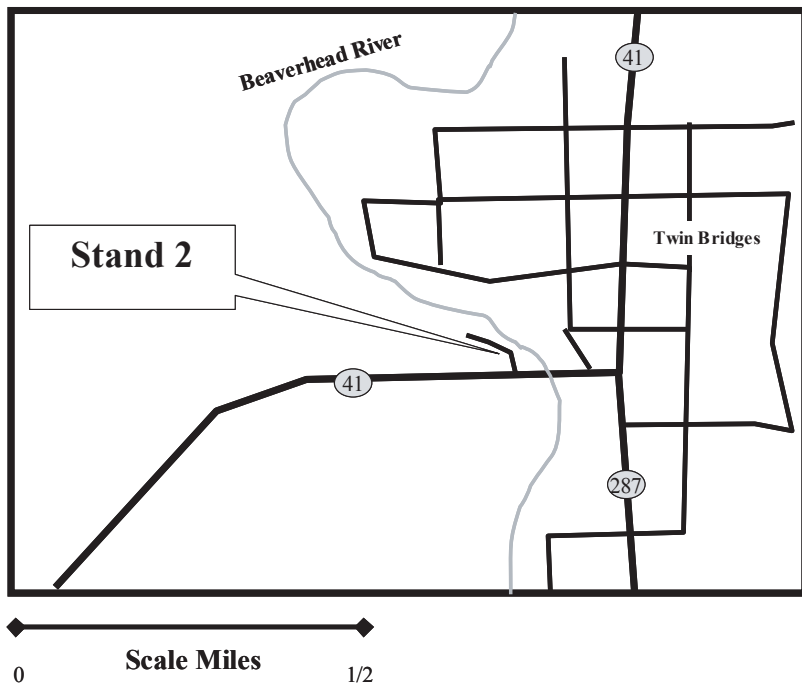 41
Beaverhead River
Twin Bridges
Stand 2
41
287
Scale Miles
0
1/2